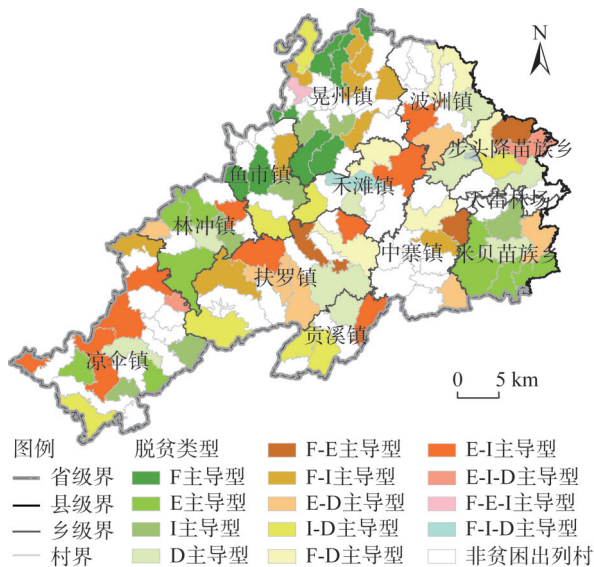 N
晃州镇
波洲镇
步头降苗族乡
鱼市镇
禾滩镇
天雷林场
林冲镇
中寨镇
米贝苗族乡
扶罗镇
贡溪镇
凉伞镇
0 5 km
图例
脱贫类型
F-E主导型
E-I主导型
省级界
F主导型
F-I主导型
E-I-D主导型
县级界
E主导型
E-D主导型
F-E-I主导型
乡级界
I主导型
I-D主导型
F-I-D主导型
村界
D主导型
F-D主导型
非贫困出列村